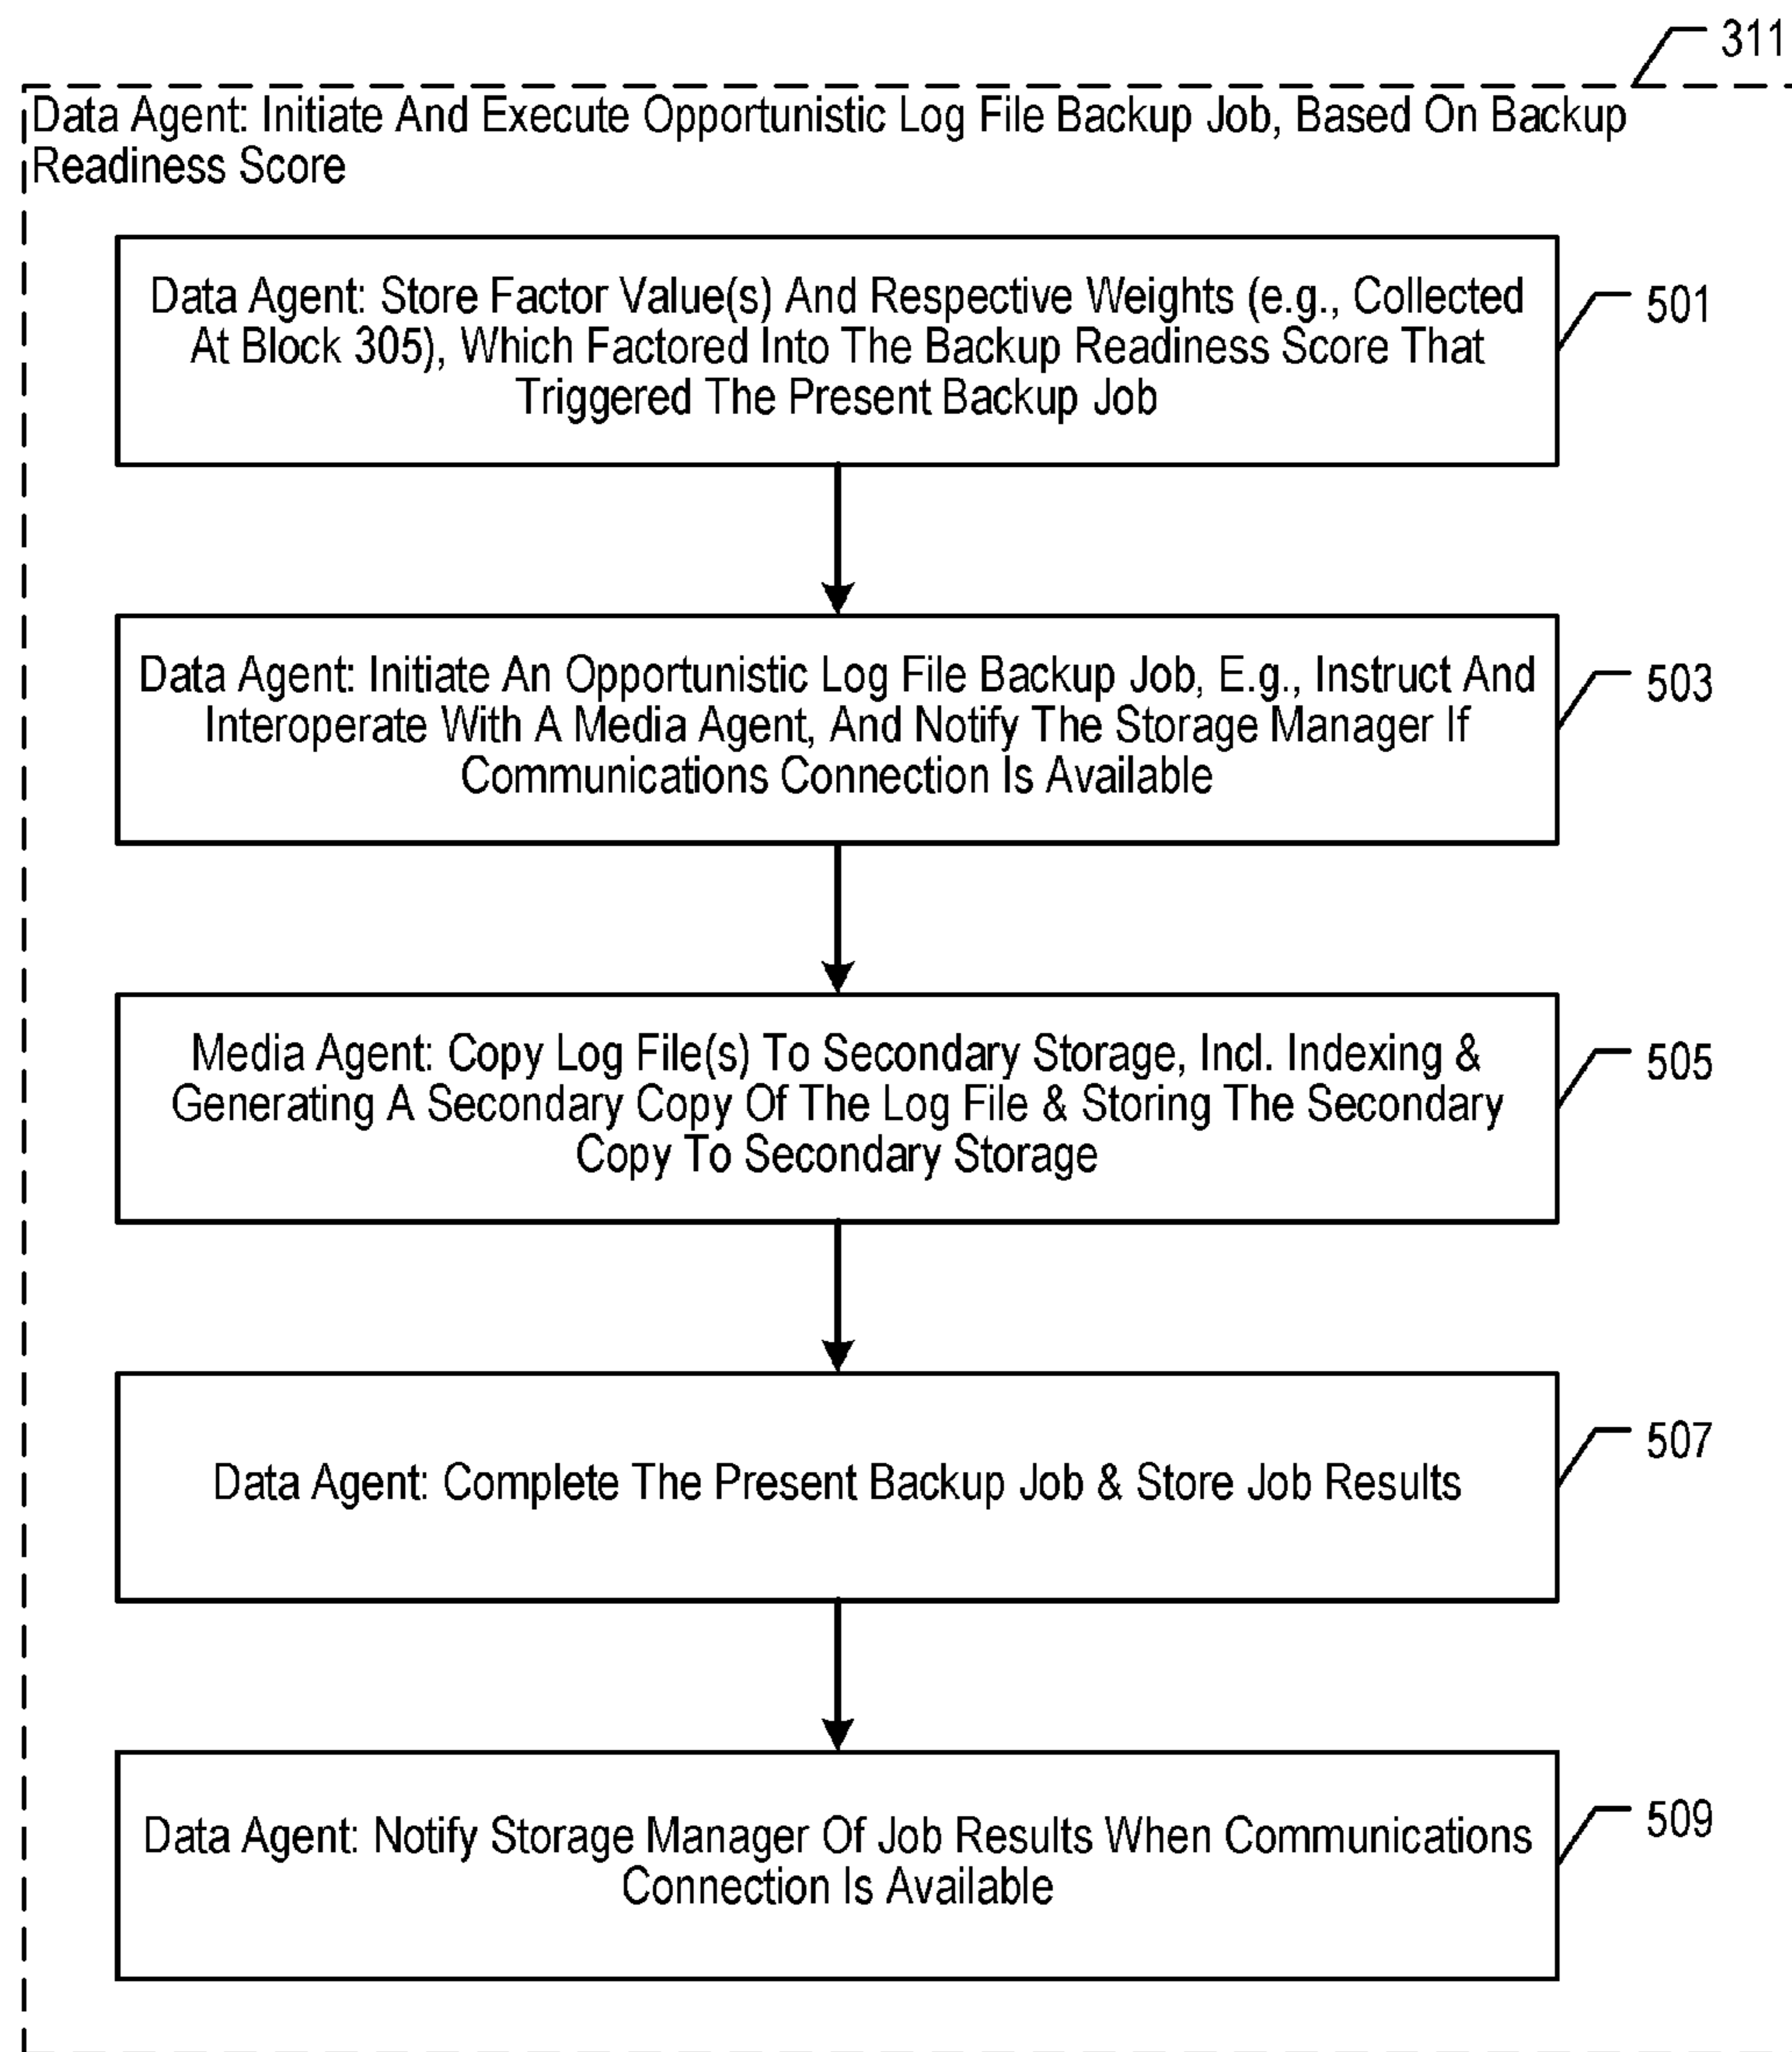 311
Data Agent: Initiate And Execute Opportunistic Log File Backup Job, Based On Backup
Readiness Score
Data Agent: Store Factor Value(s) And Respective Weights (e.g., Collected
At Block 305), Which Factored Into The Backup Readiness Score That
Triggered The Present Backup Job
501
Data Agent: Initiate An Opportunistic Log File Backup Job, E.g., Instruct And
Interoperate With A Media Agent, And Notify The Storage Manager If
Communications Connection Is Available
503
Media Agent: Copy Log File(s) To Secondary Storage, Incl. Indexing &
Generating A Secondary Copy Of The Log File & Storing The Secondary
Copy To Secondary Storage
505
Data Agent: Complete The Present Backup Job & Store Job Results
507
Data Agent: Notify Storage Manager Of Job Results When Communications
Connection Is Available
509